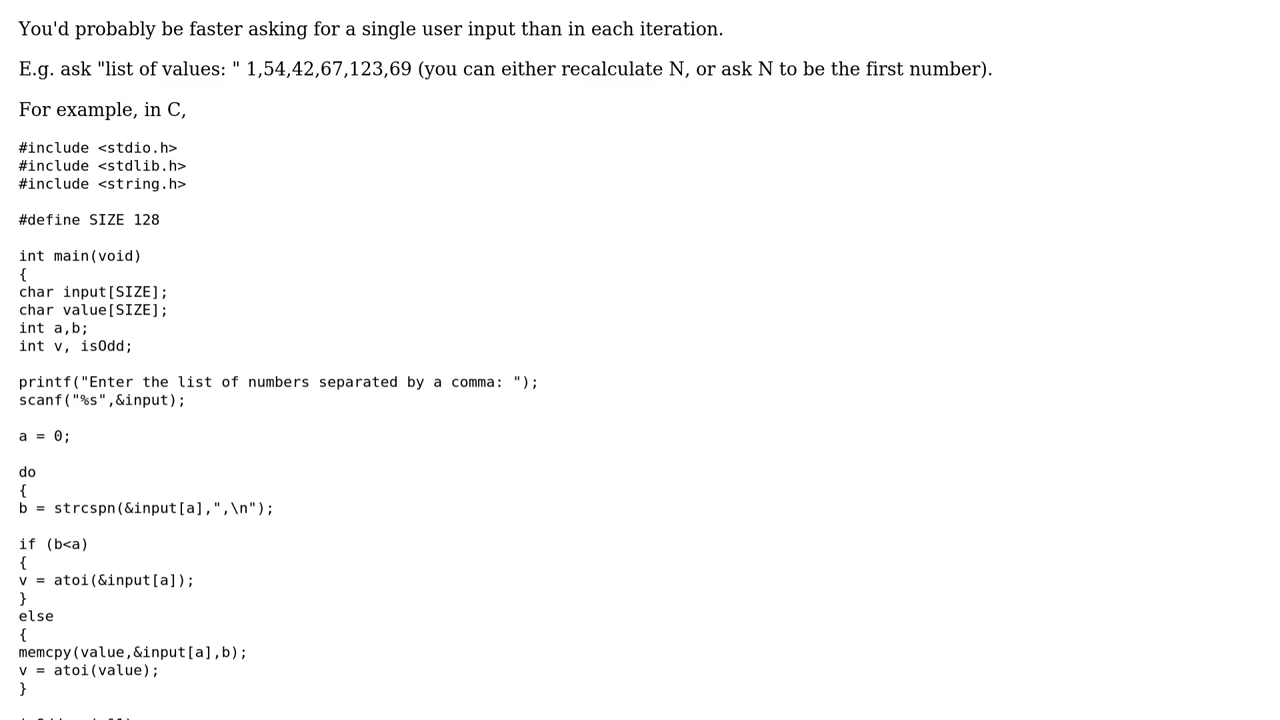 You'd probably be faster asking for a single user input than in each iteration.
E.g. ask "list of values: " 1,54,42,67,123,69 (you can either recalculate N, or ask N to be the first number).
For example, in C,
#include <stdio.h>
#include <stdlib.h>
#include <string.h>
#define SIZE 128
int main(void)
{
char input[SIZE];
char value[SIZE];
int a,b;
int v, isOdd;
printf("Enter the list of numbers separated by a comma: ");
scanf("%s",&input);
a = 0;
do
{
b = strcspn(&input[a],",\n");
if (b<a)
{
v = atoi(&input[a]);
}
else
{
memcpy(value,&input[a],b);
v = atoi(value);
}